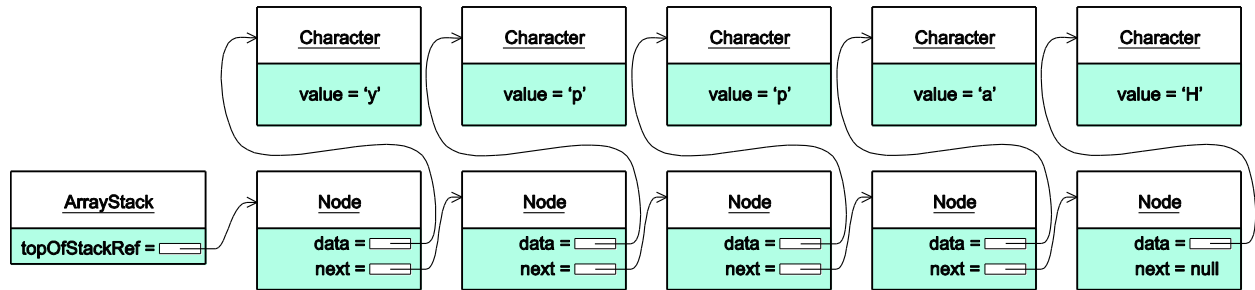 Character
value = ‘y’
Character
value = ‘p’
Character
value = ‘p’
Character
value = ‘a’
Character
value = ‘H’
ArrayStack
topOfStackRef =
Node
data =
next =
Node
data =
next =
Node
data =
next =
Node
data =
next =
Node
data =
next = null